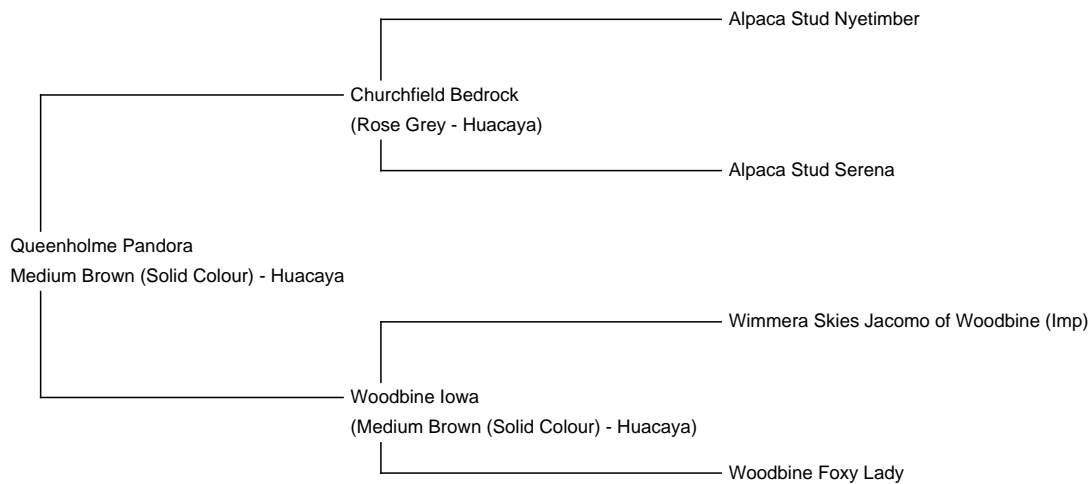 Alpaca Stud Nyetimber
Churchfield Bedrock
(Rose Grey - Huacaya)
Alpaca Stud Serena
Queenholme Pandora
Medium Brown (Solid Colour) - Huacaya
Wimmera Skies Jacomo of Woodbine (Imp)
Woodbine Iowa
(Medium Brown (Solid Colour) - Huacaya)
Woodbine Foxy Lady